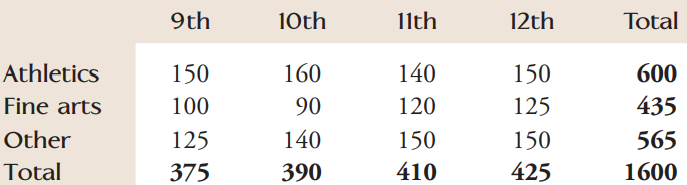 9th 10th 11th 12th Total
Athletics 150 160 140 150 600
Fine arts 100 90 120 125 435
Other 125 140 150 150 565
Total 375 390 410 425 1600